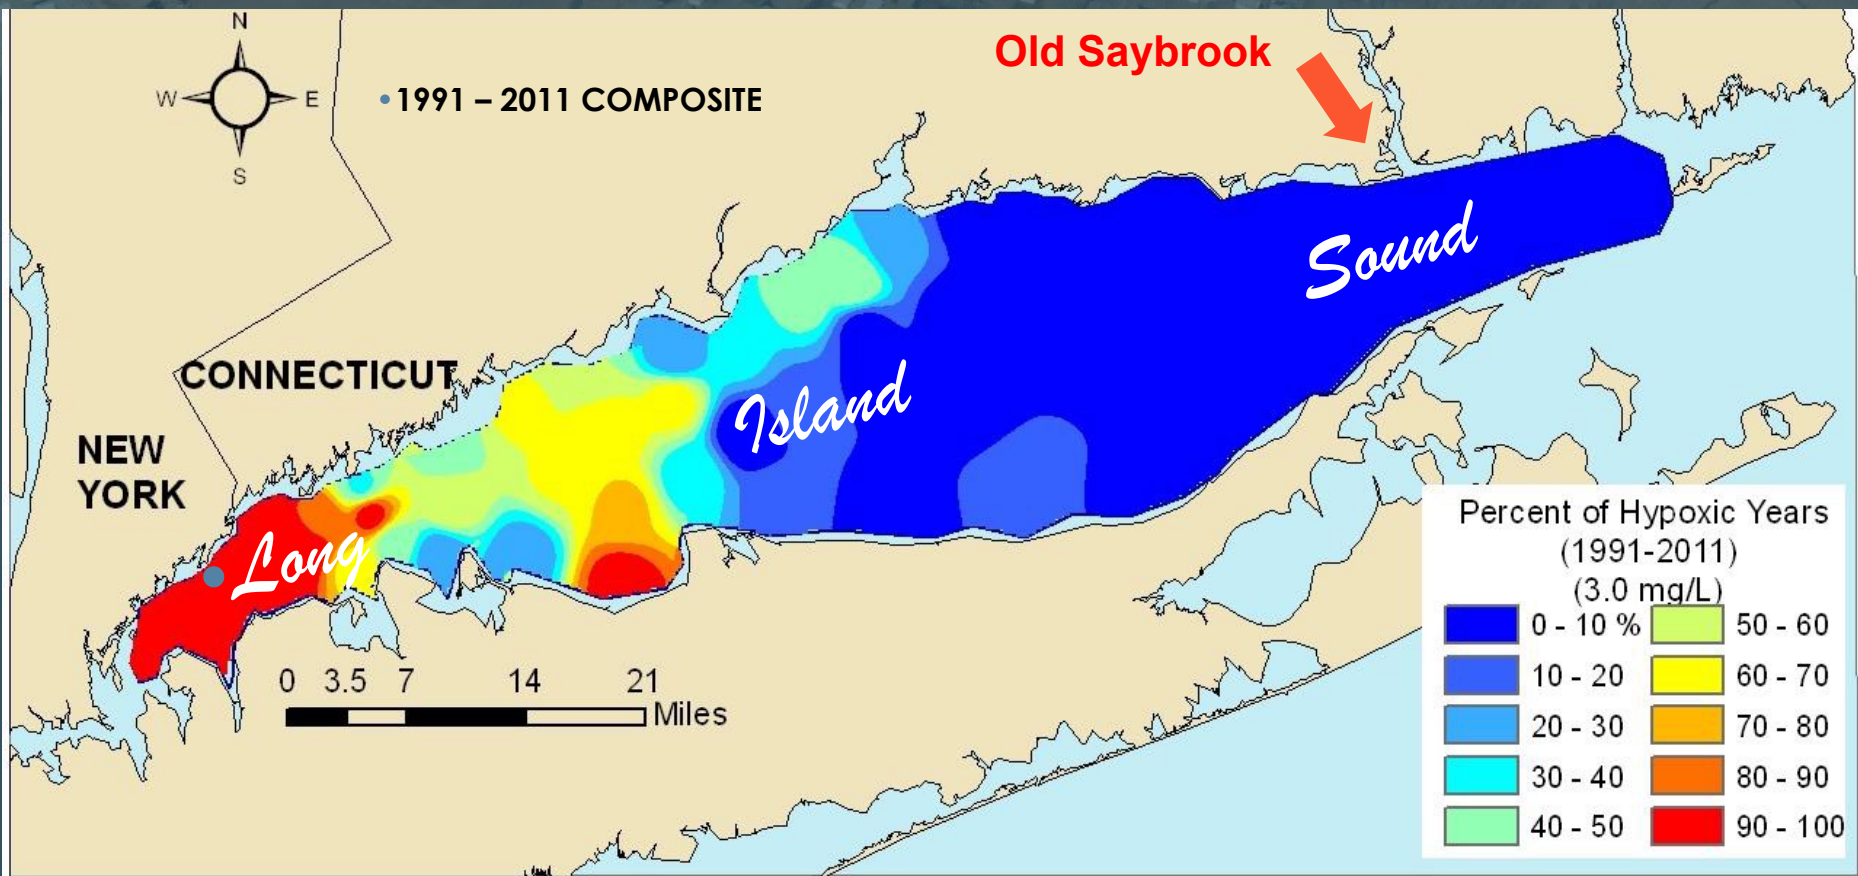 N
W
E
S
• 1991 – 2011 COMPOSITE
Old Saybrook
Sound
Island
Long
CONNECTICUT
NEW
YORK
0 3.5 7 14 21
Miles
Percent of Hypoxic Years
(1991-2011)
(3.0 mg/L)
0 - 10 %
10 - 20
20 - 30
30 - 40
40 - 50
50 - 60
60 - 70
70 - 80
80 - 90
90 - 100